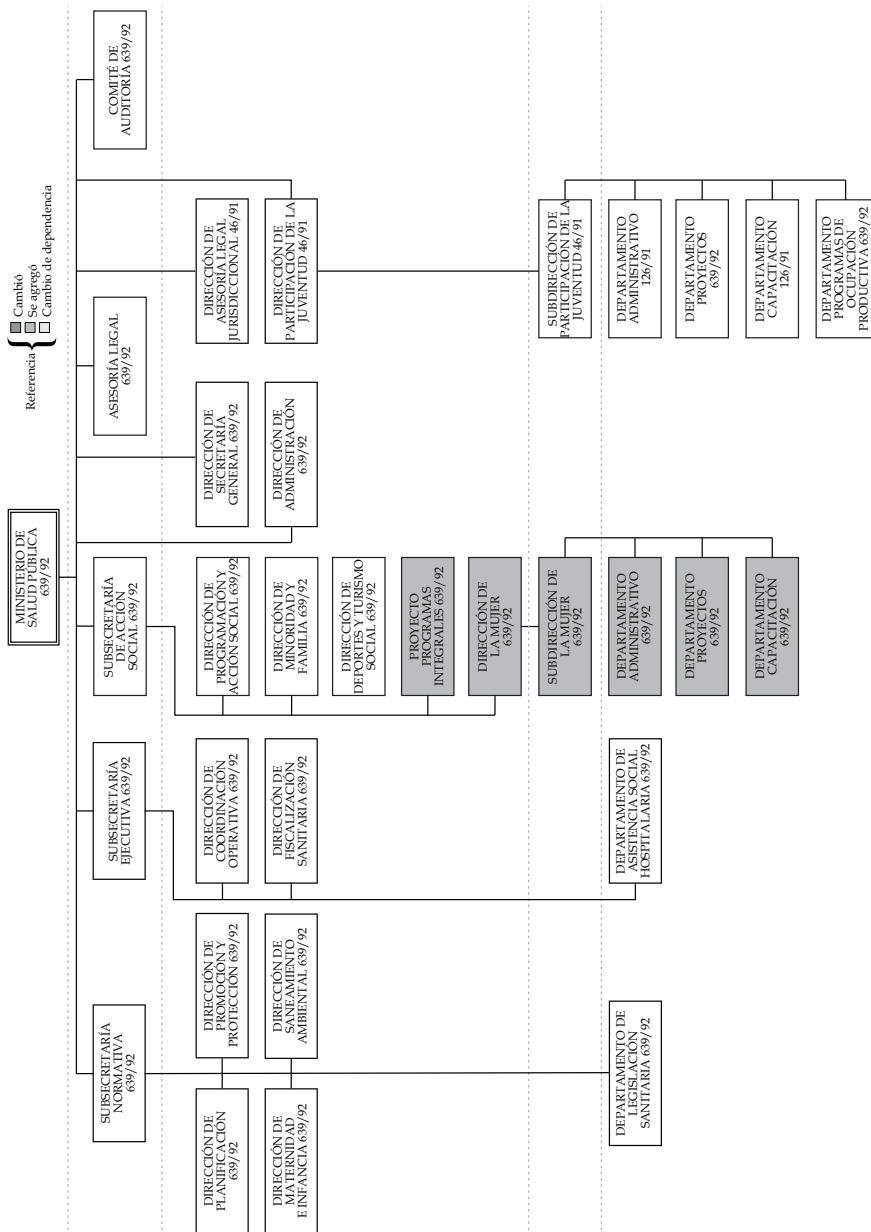 Referencia
Cambió
Se agregó
Cambio de dependencia
MINISTERIO DE
SALUD PÚBLICA
639/92
SUBSECRETARÍA
NORMATIVA
639/92
SUBSECRETARÍA
EJECUTIVA 639/92
SUBSECRETARÍA
DE ACCIÓN
SOCIAL 639/92
ASESORÍA LEGAL
639/92
COMITÉ DE
AUDITORÍA 639/92
DIRECCIÓN DE
PLANIFICACIÓN
639/92
DIRECCIÓN DE
PROMOCIÓN Y
PROTECCIÓN 639/92
DIRECCIÓN DE
COORDINACIÓN
OPERATIVA 639/92
DIRECCIÓN DE
PROGRAMACIÓN Y
ACCIÓN SOCIAL 639/92
DIRECCIÓN DE
SECRETARÍA
GENERAL 639/92
DIRECCIÓN DE
ASESORÍA LEGAL
JURISDICCIONAL 46/91
DIRECCIÓN DE
MATERNIDAD
E INFANCIA 639/92
DIRECCIÓN DE
SANEAMIENTO
AMBIENTAL 639/92
DIRECCIÓN DE
FISCALIZACIÓN
SANITARIA 639/92
DIRECCIÓN DE
MINORIDAD Y
FAMILIA 639/92
DIRECCIÓN DE
ADMINISTRACIÓN
639/92
DIRECCIÓN DE
PARTICIPACIÓN DE LA
JUVENTUD 46/91
DIRECCIÓN DE
DEPORTES Y TURISMO
SOCIAL 639/92
PROYECTO
PROGRAMAS
INTEGRALES 639/92
DIRECCIÓN DE
LA MUJER
639/92
SUBDIRECCIÓN DE
LA MUJER
639/92
SUBDIRECCIÓN DE
PARTICIPACIÓN DE LA
JUVENTUD 46/91
DEPARTAMENTO DE
LEGISLACIÓN
SANITARIA 639/92
DEPARTAMENTO DE
ASISTENCIA SOCIAL
HOSPITALARIA 639/92
DEPARTAMENTO
ADMINISTRATIVO
639/92
DEPARTAMENTO
ADMINISTRATIVO
126/91
DEPARTAMENTO
PROYECTOS
639/92
DEPARTAMENTO
PROYECTOS
639/92
DEPARTAMENTO
CAPACITACIÓN
639/92
DEPARTAMENTO
CAPACITACIÓN
126/91
DEPARTAMENTO
PROGRAMAS DE
OCUPACIÓN
PRODUCTIVA 639/92